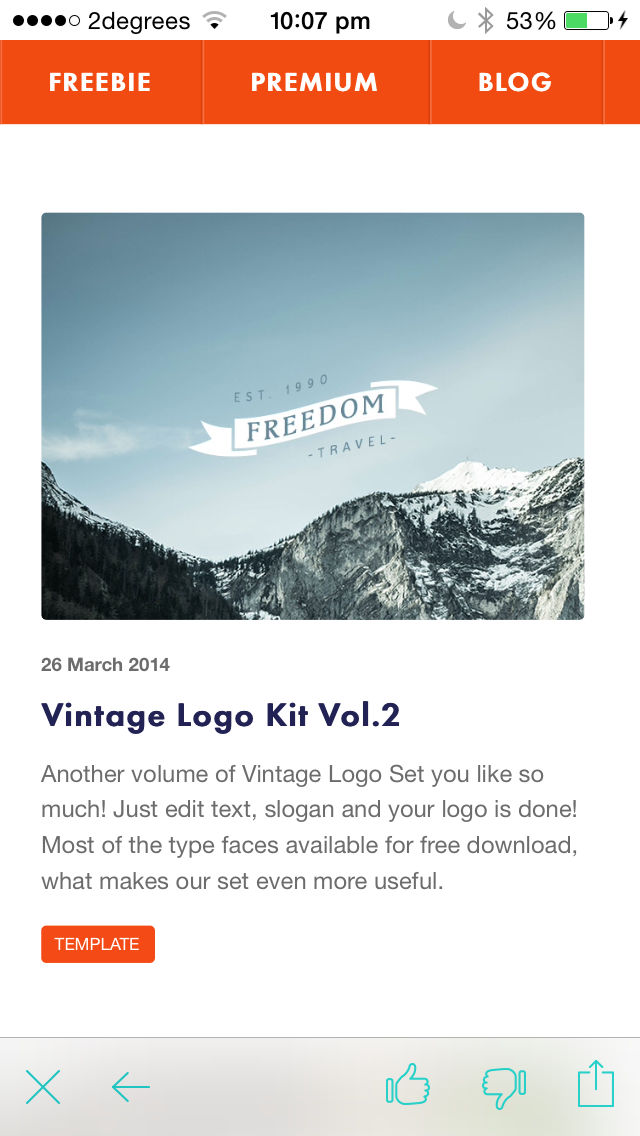 2degrees 10:07 pm 53%
FREEBIE PREMIUM BLOG
EST. 1990
FREEDOM
-TRAVEL-
26 March 2014
Vintage Logo Kit Vol.2
Another volume of Vintage Logo Set you like so
much! Just edit text, slogan and your logo is done!
Most of the type faces available for free download,
what makes our set even more useful.
TEMPLATE